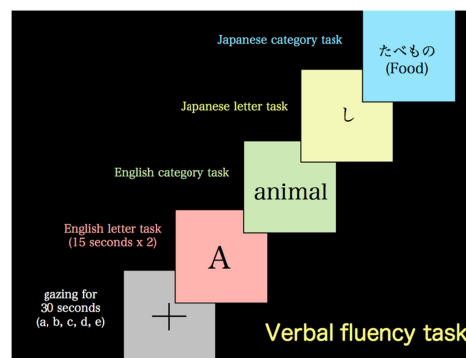 Japanese category task
たべもの
(Food)
Japanese letter task
し
English category task
animal
English letter task
(15 seconds x 2)
A
gazing for
30 seconds
(a, b, c, d, e)
Verbal fluency task